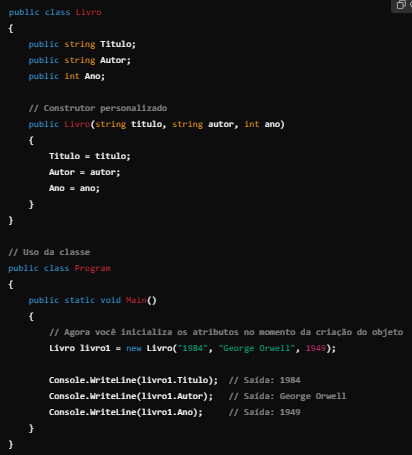 public class Livro
{
    public string Titulo;
    public string Autor;
    public int Ano;

    // Construtor personalizado
    public Livro(string titulo, string autor, int ano)
    {
        Titulo = titulo;
        Autor = autor;
        Ano = ano;
    }
}

// Uso da classe
public class Program
{
    public static void Main()
    {
        // Agora você inicializa os atributos no momento da criação do objeto
        Livro livro1 = new Livro("1984", "George Orwell", 1949);

        Console.WriteLine(livro1.Titulo);  // Saída: 1984
        Console.WriteLine(livro1.Autor);   // Saída: George Orwell
        Console.WriteLine(livro1.Ano);     // Saída: 1949
    }
}